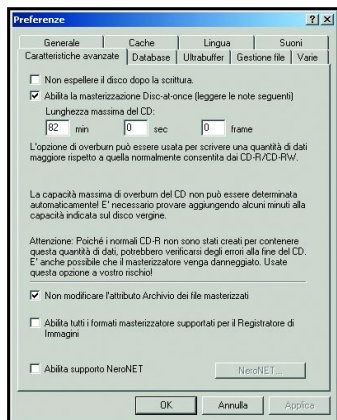 Preferenze
Generale Cache Lingua Suoni
Caratteristiche avanzate Database Ultrabuffer Gestione file Varie
Non espellere il disco dopo la scrittura.
Abilita la masterizzazione Disc-at-once (leggere le note seguenti)
Lunghezza massima del CD:
82 min 0 sec 0 frame
L'opzione di overburn può essere usata per scrivere una quantità di dati
maggiore rispetto a quella normalmente consentita dai CD-R/CD-RW.
La capacità massima di overburn del CD non può essere determinata
automaticamente! E' necessario provare aggiungendo alcuni minuti alla
capacità indicata sul disco vergine.
Attenzione: Poiché i normali CD-R non sono stati creati per contenere
questa quantità di dati, potrebbero verificarsi degli errori alla fine del CD.
E' anche possibile che il masterizzatore venga danneggiato. Usate
questa opzione a vostro rischio!
Non modificare l'attributo Archivio dei file masterizzati
Abilita tutti i formati masterizzatore supportati per il Registratore di
Immagini
Abilita supporto NeroNET
NeroNET...
OK Annulla Applica